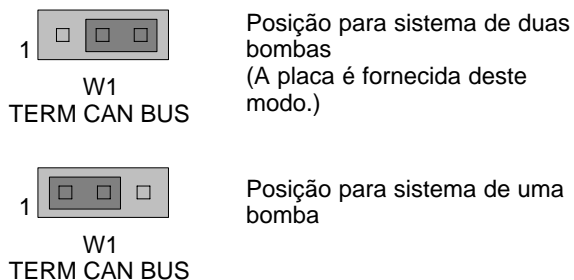 1
W1
TERM CAN BUS
Posição para sistema de duas
bombas
(A placa é fornecida deste
modo.)
1
W1
TERM CAN BUS
Posição para sistema de uma
bomba